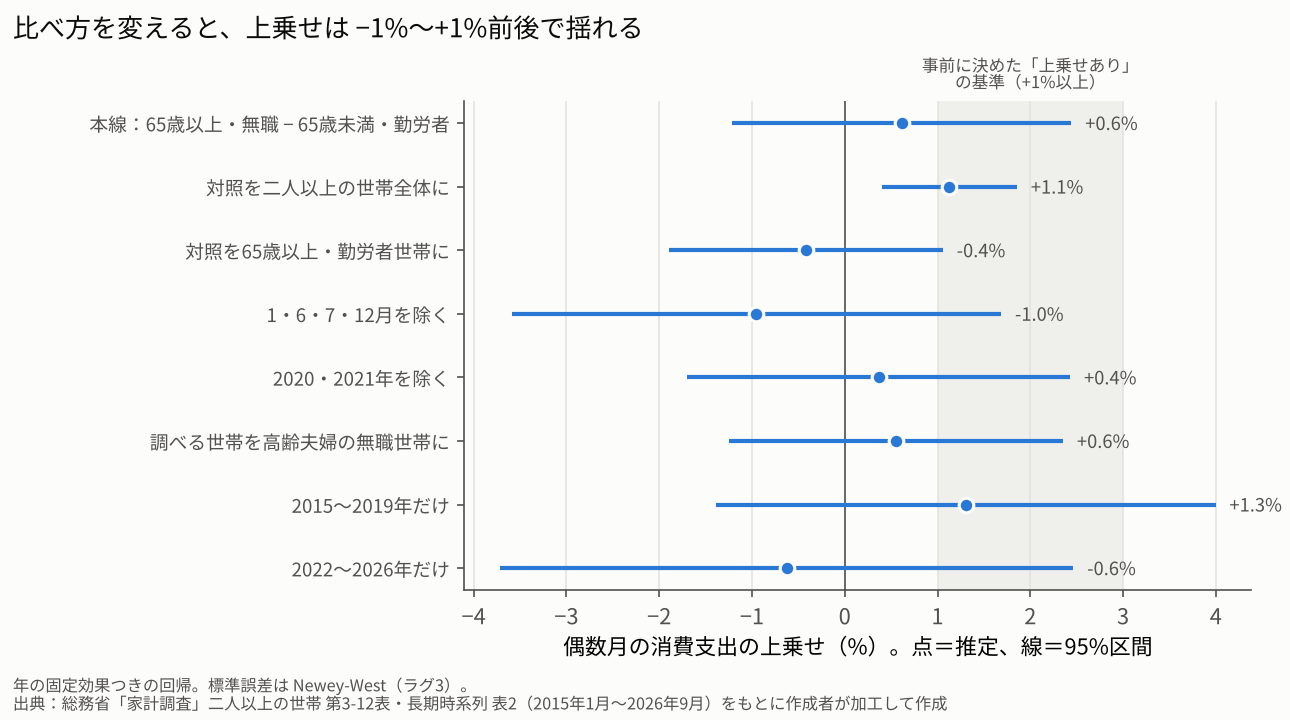 比べ方を変えると、上乗せは −1%〜+1%前後で揺れる
事前に決めた「上乗せあり」
の基準（+1%以上）
本線：65歳以上・無職 − 65歳未満・勤労者
+0.6%
対照を二人以上の世帯全体に
+1.1%
対照を65歳以上・勤労者世帯に
-0.4%
1・6・7・12月を除く
-1.0%
2020・2021年を除く
+0.4%
調べる世帯を高齢夫婦の無職世帯に
+0.6%
2015〜2019年だけ
+1.3%
2022〜2026年だけ
-0.6%
−4 −3 −2 −1 0 1 2 3 4
偶数月の消費支出の上乗せ（%）。点＝推定、線＝95%区間
年の固定効果つきの回帰。標準誤差は Newey-West（ラグ3）。
出典：総務省「家計調査」二人以上の世帯 第3-12表・長期時系列 表2（2015年1月〜2026年9月）をもとに作成者が加工して作成